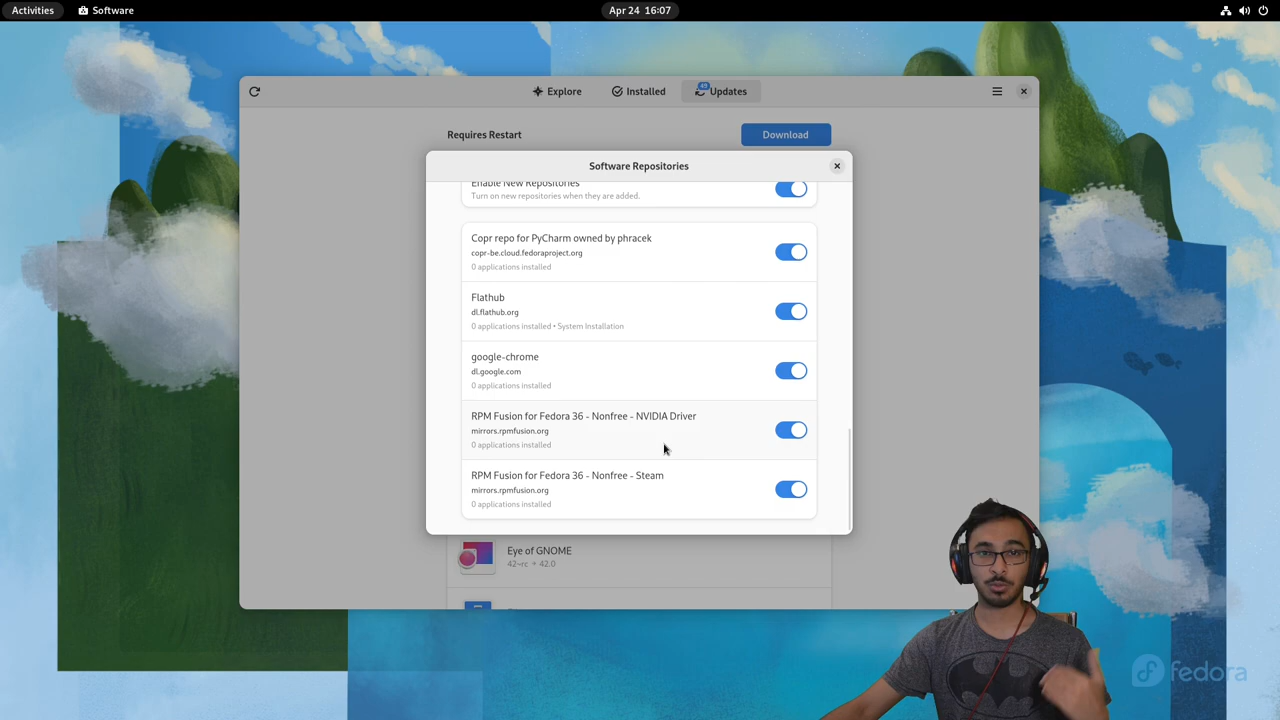 Activities
Software
Apr 24 16:07
Explore
Installed
Updates
Requires Restart
Download
Software Repositories
Enable New Repositories
Turn on new repositories when they are added.
Copr repo for PyCharm owned by phracek
copr-be.cloud.fedoraproject.org
0 applications installed
Flathub
dl.flathub.org
0 applications installed • System Installation
google-chrome
dl.google.com
0 applications installed
RPM Fusion for Fedora 36 - Nonfree - NVIDIA Driver
mirrors.rpmfusion.org
0 applications installed
RPM Fusion for Fedora 36 - Nonfree - Steam
mirrors.rpmfusion.org
0 applications installed
Eye of GNOME
42~rc → 42.0
fedora